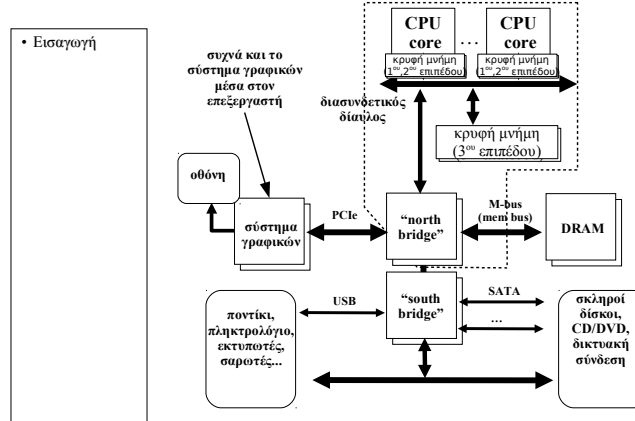 • Εισαγωγή
συχνά και το
σύστημα γραφικών
μέσα στον
επεξεργαστή
CPU
core
...
CPU
core
κρυφή μνήμη
(1ου,2ου επιπέδου)
κρυφή μνήμη
(1ου,2ου επιπέδου)
διασυνδετικός
δίαυλος
κρυφή μνήμη
(3ου επιπέδου)
οθόνη
σύστημα
γραφικών
PCIe
“north
bridge”
M-bus
(mem bus)
DRAM
ποντίκι,
πληκτρολόγιο,
εκτυπωτές,
σαρωτές...
USB
“south
bridge”
SATA
...
σκληροί
δίσκοι,
CD/DVD,
δικτυακή
σύνδεση